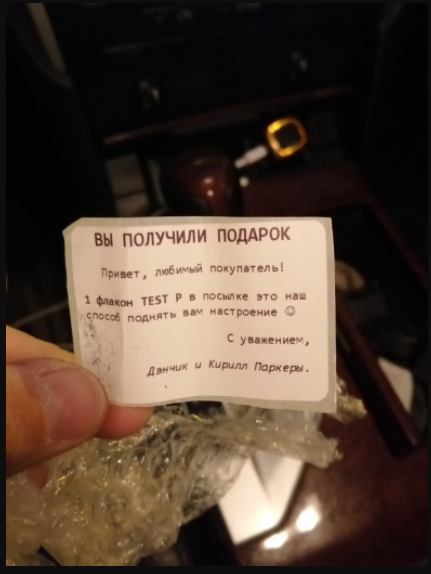 ВЫ ПОЛУЧИЛИ ПОДАРОК
Привет, любимый покупатель!
1 флакон TEST P в посылке это наш
способ поднять вам настроение ☺
С уважением,
Дэнчик и Кирилл Паркеры.